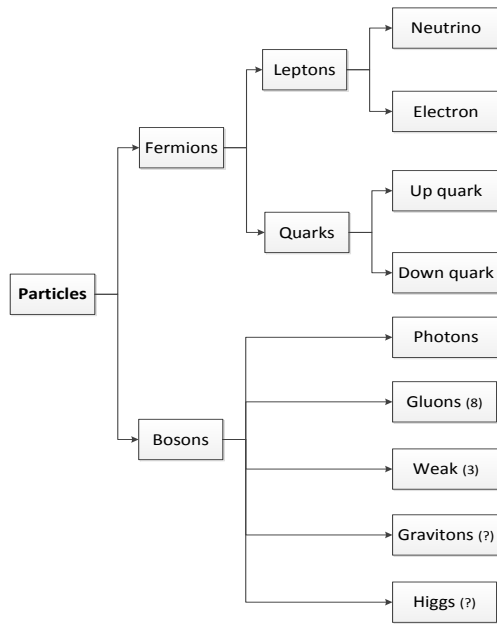 Neutrino
Leptons
Electron
Fermions
Up quark
Quarks
Down quark
Particles
Photons
Gluons (8)
Bosons
Weak (3)
Gravitons (?)
Higgs (?)